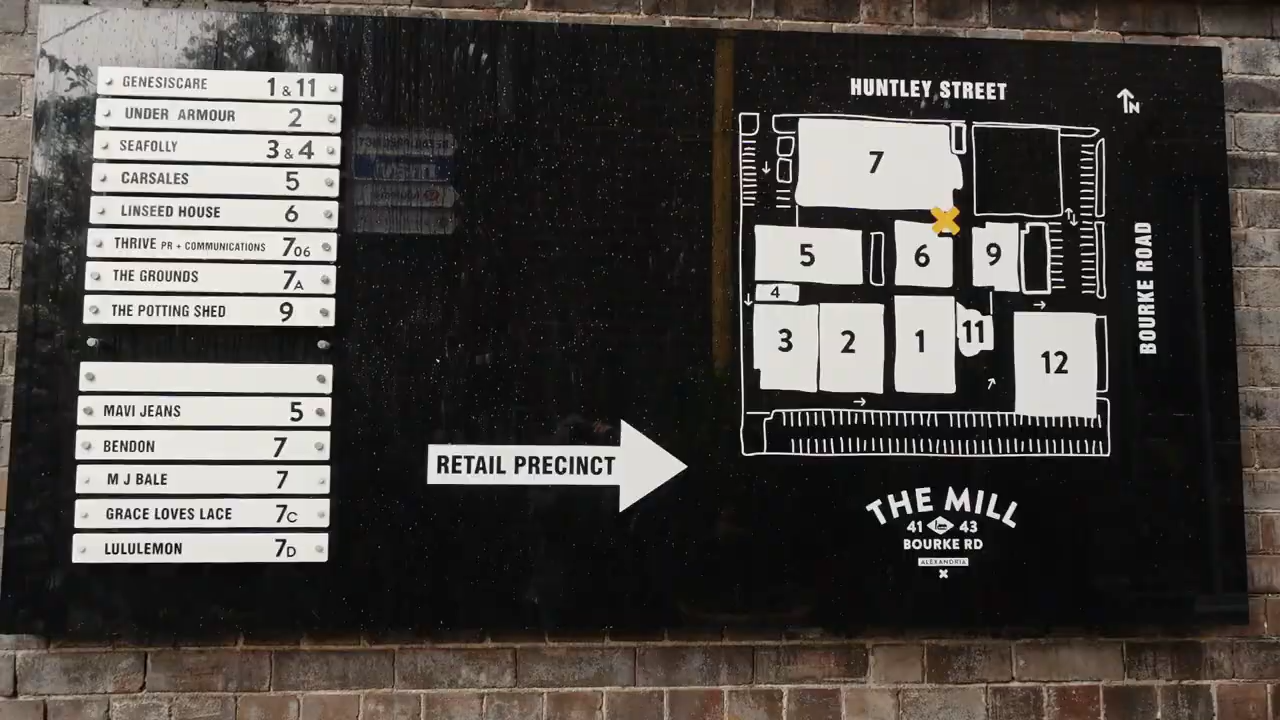 GENESISCARE 1 & 11
UNDER ARMOUR 2
SEAFOLLY 3 & 4
CARSALES 5
LINSEED HOUSE 6
THRIVE PR + COMMUNICATIONS 706
THE GROUNDS 7A
THE POTTING SHED 9
MAVI JEANS 5
BENDON 7
M J BALE 7
GRACE LOVES LACE 7C
LULULEMON 7D
RETAIL PRECINCT
HUNTLEY STREET
N
7
5
6
9
4
3
2
1
11
12
BOURKE ROAD
THE MILL
41 43
BOURKE RD
ALEXANDRIA